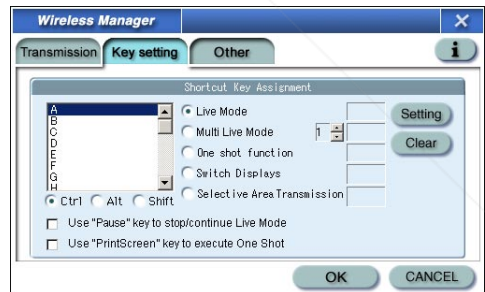 Wireless Manager
Transmission Key setting Other i
Shortcut Key Assignment
A
B
C
D
E
F
G
H
Live Mode
Multi Live Mode 1
One shot function
Switch Displays
Selective Area Transmission
Setting
Clear
Ctrl Alt Shift
Use "Pause" key to stop/continue Live Mode
Use "PrintScreen" key to execute One Shot
OK CANCEL